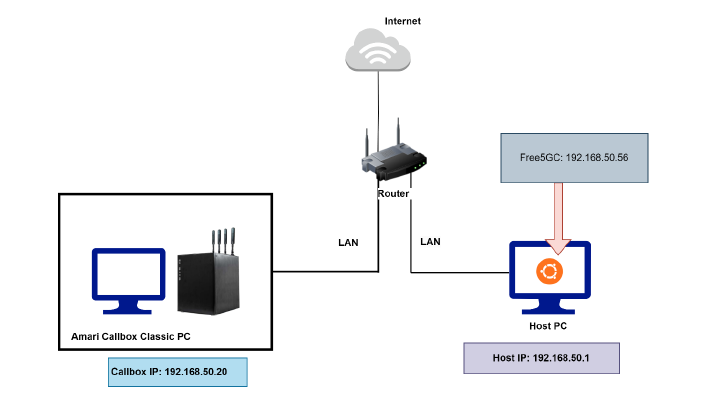 Internet
Free5GC: 192.168.50.56
Router
LAN
LAN
Host PC
Amari Callbox Classic PC
Host IP: 192.168.50.1
Callbox IP: 192.168.50.20